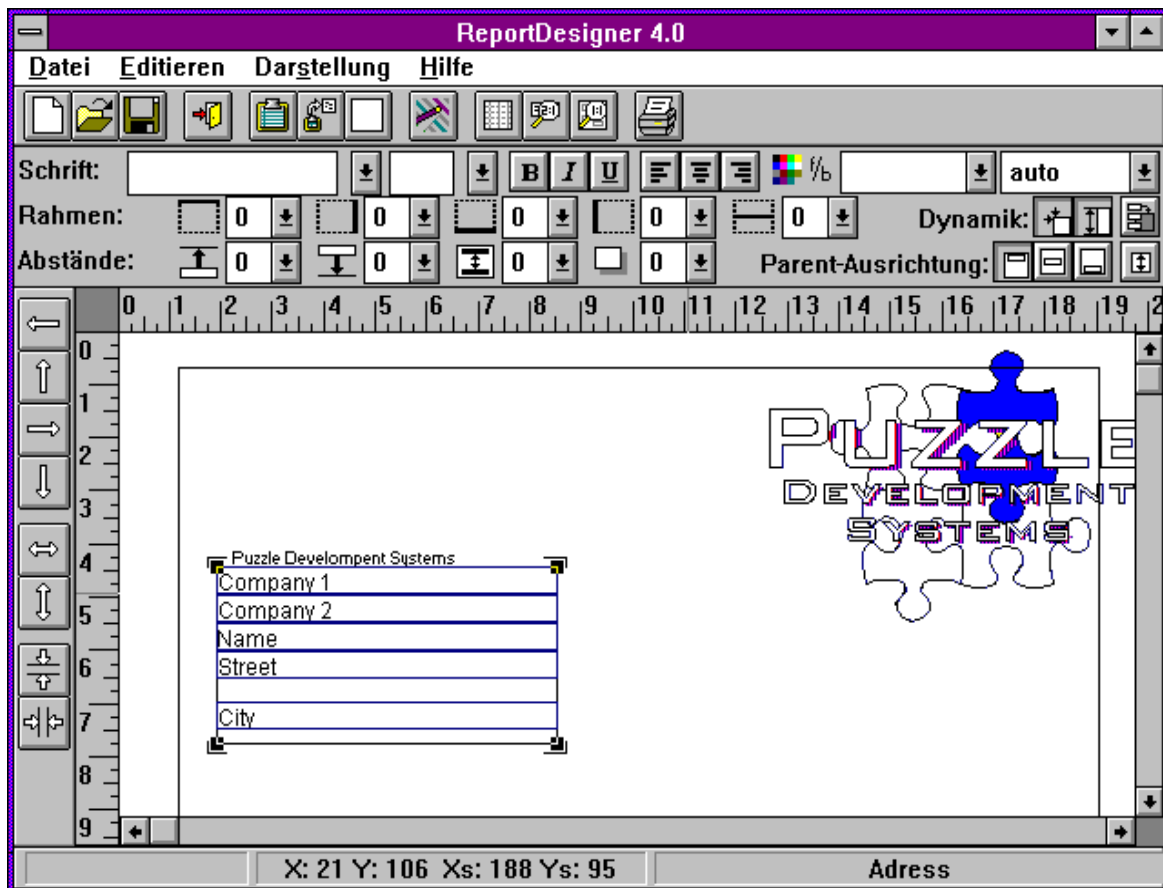 ReportDesigner 4.0
Datei Editieren Darstellung Hilfe
Schrift: B I U f/b auto
Rahmen: 0 0 0 0 0 Dynamik:
Abstände: 0 0 0 0 Parent-Ausrichtung:
0 1 2 3 4 5 6 7 8 9 10 11 12 13 14 15 16 17 18 19 2
0
1
2
3
4
5
6
7
8
9
PUZZLE
DEVELOPMENT
SYSTEMS
Puzzle Develompent Systems
Company 1
Company 2
Name
Street
City
X: 21 Y: 106 Xs: 188 Ys: 95
Adress